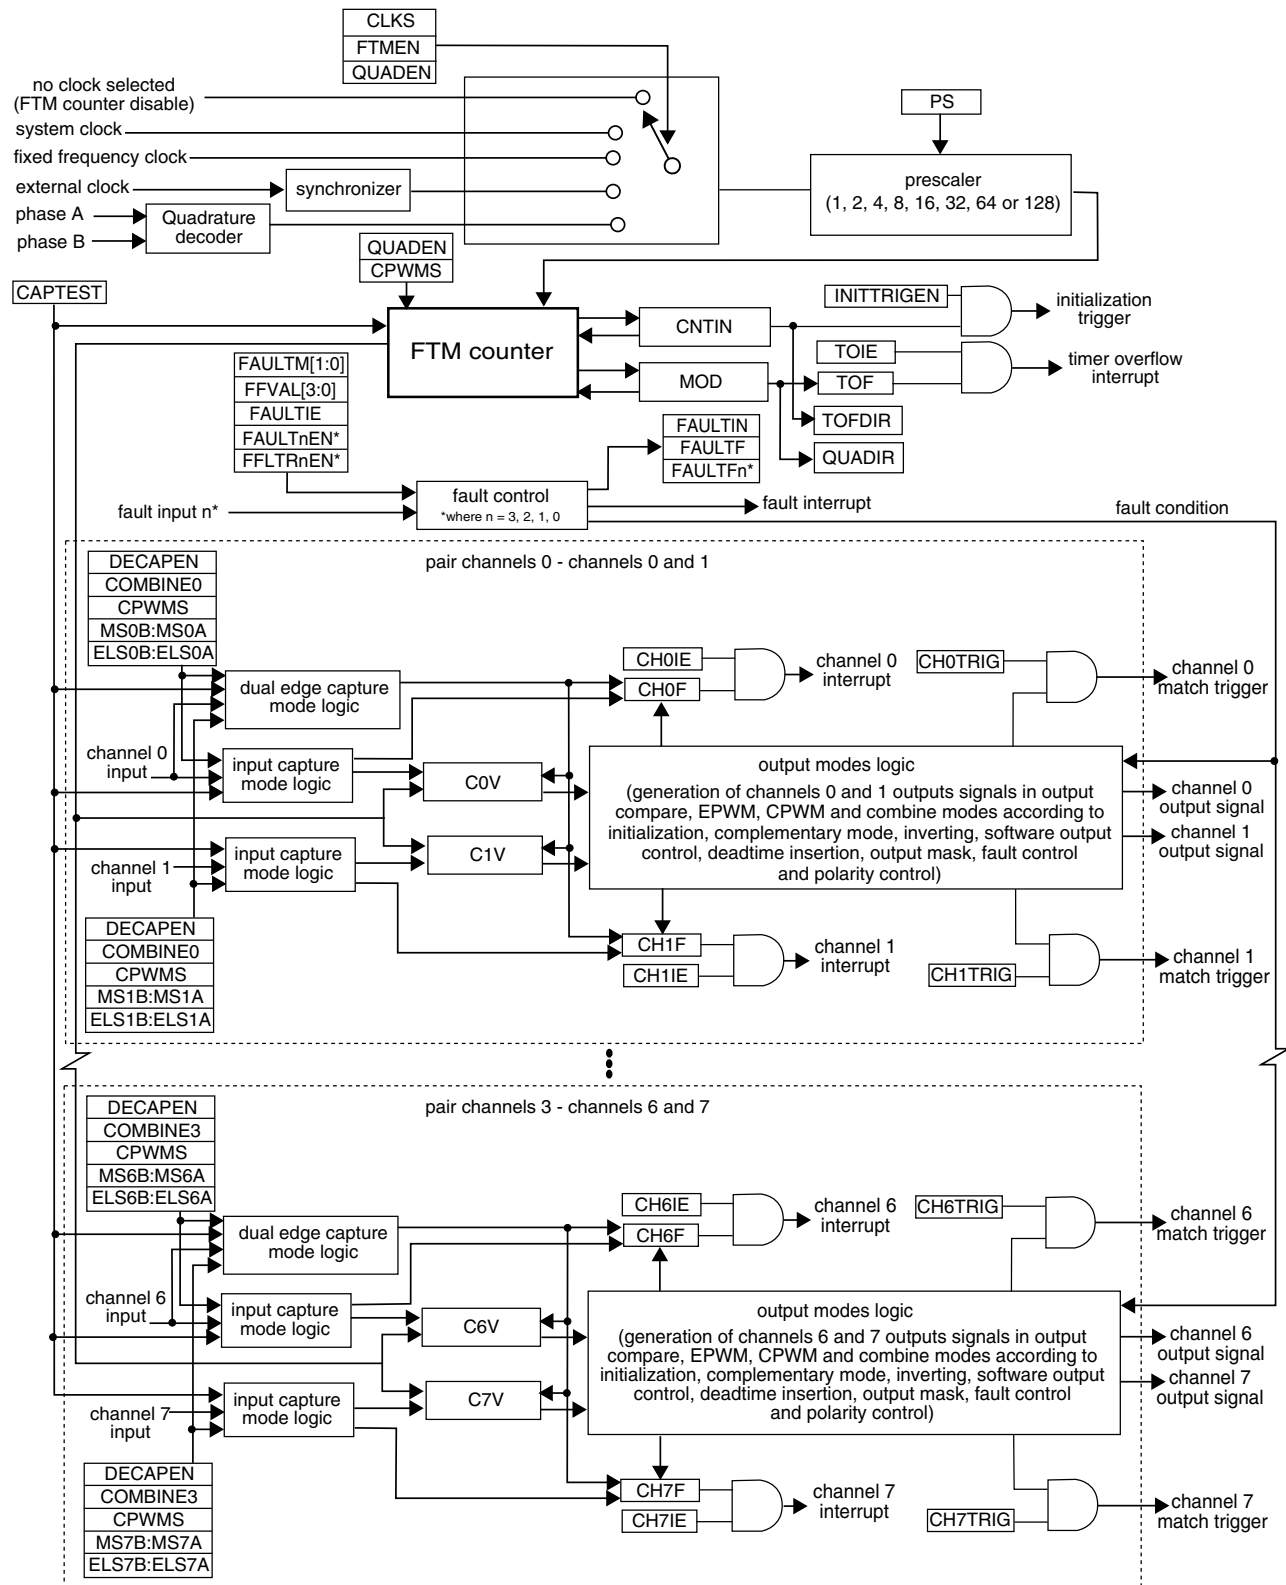 CLKS
FTMEN
QUADEN
no clock selected
(FTM counter disable)
system clock
fixed frequency clock
external clock
synchronizer
phase A
phase B
Quadrature
decoder
PS
prescaler
(1, 2, 4, 8, 16, 32, 64 or 128)
QUADEN
CPWMS
CAPTEST
FTM counter
CNTIN
MOD
INITTRIGEN
initialization
trigger
TOIE
TOF
timer overflow
interrupt
TOFDIR
QUADIR
FAULTM[1:0]
FFVAL[3:0]
FAULTIE
FAULTnEN*
FFLTRnEN*
FAULTIN
FAULTF
FAULTFn*
fault input n*
fault control
*where n = 3, 2, 1, 0
fault interrupt
fault condition
pair channels 0 - channels 0 and 1
DECAPEN
COMBINE0
CPWMS
MS0B:MS0A
ELS0B:ELS0A
dual edge capture
mode logic
CH0IE
CH0F
channel 0
interrupt
CH0TRIG
channel 0
match trigger
channel 0
input
input capture
mode logic
C0V
output modes logic
(generation of channels 0 and 1 outputs signals in output
compare, EPWM, CPWM and combine modes according to
initialization, complementary mode, inverting, software output
control, deadtime insertion, output mask, fault control
and polarity control)
channel 0
output signal
channel 1
output signal
channel 1
input
input capture
mode logic
C1V
DECAPEN
COMBINE0
CPWMS
MS1B:MS1A
ELS1B:ELS1A
CH1F
CH1IE
channel 1
interrupt
CH1TRIG
channel 1
match trigger
pair channels 3 - channels 6 and 7
DECAPEN
COMBINE3
CPWMS
MS6B:MS6A
ELS6B:ELS6A
dual edge capture
mode logic
CH6IE
CH6F
channel 6
interrupt
CH6TRIG
channel 6
match trigger
channel 6
input
input capture
mode logic
C6V
output modes logic
(generation of channels 6 and 7 outputs signals in output
compare, EPWM, CPWM and combine modes according to
initialization, complementary mode, inverting, software output
control, deadtime insertion, output mask, fault control
and polarity control)
channel 6
output signal
channel 7
output signal
channel 7
input
input capture
mode logic
C7V
DECAPEN
COMBINE3
CPWMS
MS7B:MS7A
ELS7B:ELS7A
CH7F
CH7IE
channel 7
interrupt
CH7TRIG
channel 7
match trigger